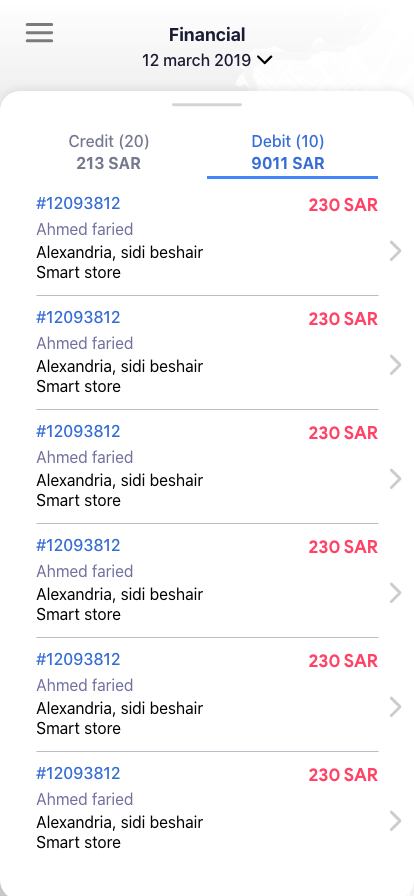 Financial
12 march 2019
Credit (20)
213 SAR
Debit (10)
9011 SAR
#12093812
230 SAR
Ahmed faried
Alexandria, sidi beshair
Smart store
#12093812
230 SAR
Ahmed faried
Alexandria, sidi beshair
Smart store
#12093812
230 SAR
Ahmed faried
Alexandria, sidi beshair
Smart store
#12093812
230 SAR
Ahmed faried
Alexandria, sidi beshair
Smart store
#12093812
230 SAR
Ahmed faried
Alexandria, sidi beshair
Smart store
#12093812
230 SAR
Ahmed faried
Alexandria, sidi beshair
Smart store